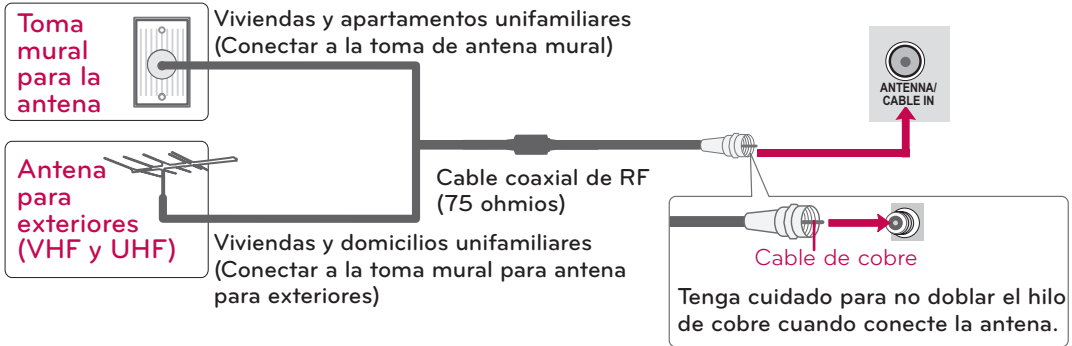 Toma
mural
para la
antena
Viviendas y apartamentos unifamiliares
(Conectar a la toma de antena mural)
ANTENNA/
CABLE IN
Antena
para
exteriores
(VHF y UHF)
Cable coaxial de RF
(75 ohmios)
Viviendas y domicilios unifamiliares
(Conectar a la toma mural para antena
para exteriores)
Cable de cobre
Tenga cuidado para no doblar el hilo
de cobre cuando conecte la antena.